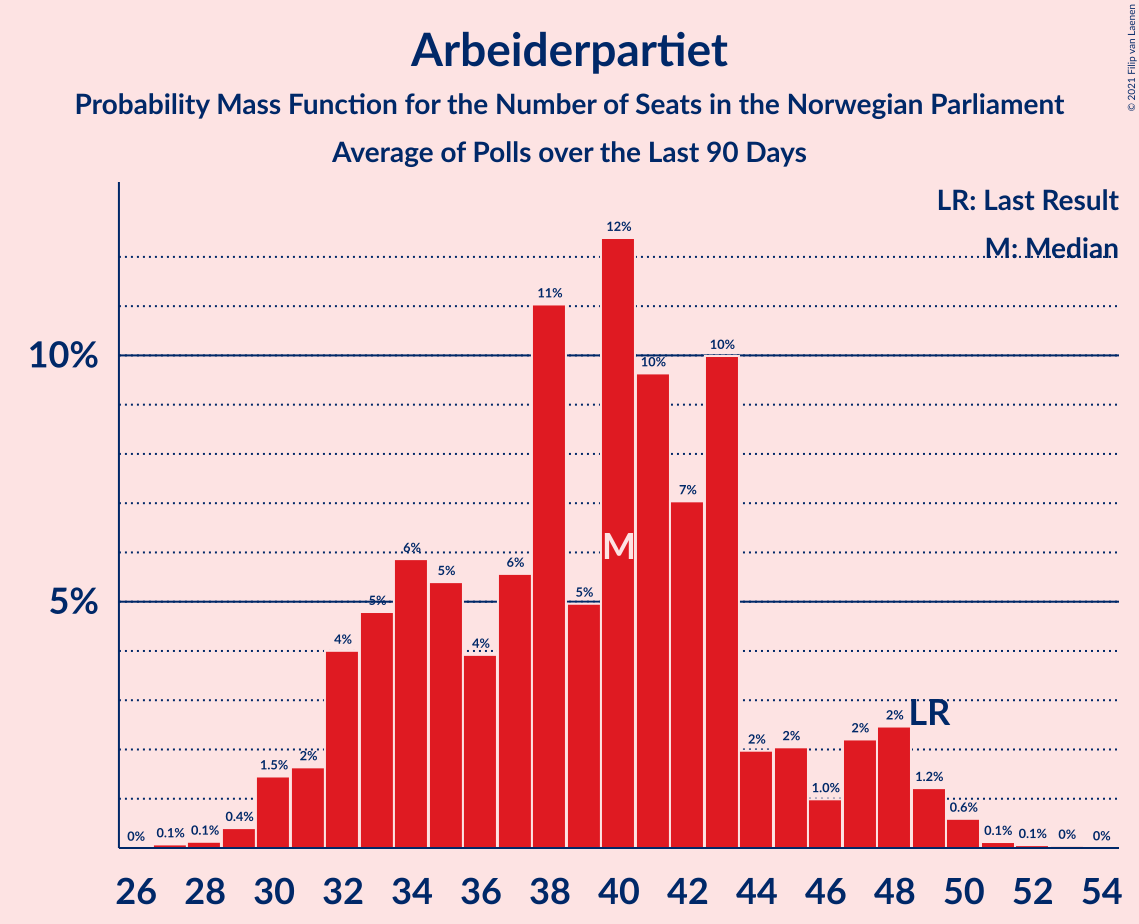 Arbeiderpartiet
Probability Mass Function for the Number of Seats in the Norwegian Parliament
Average of Polls over the Last 90 Days
© 2021 Filip van Laenen
LR: Last Result
M: Median
10%
5%
0% 0.1% 0.1% 0.4% 1.5% 2% 4% 5% 6% 5% 4% 6% 11% 5% 12% 10% 7% 10% 2% 2% 1.0% 2% 2% 1.2% 0.6% 0.1% 0.1% 0% 0%
M
LR
26 28 30 32 34 36 38 40 42 44 46 48 50 52 54